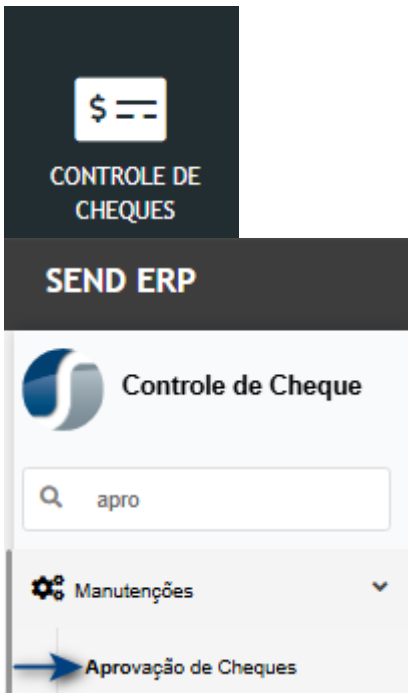 $
CONTROLE DE
CHEQUES
SEND ERP
Controle de Cheque
apro
Manutenções
Aprovação de Cheques